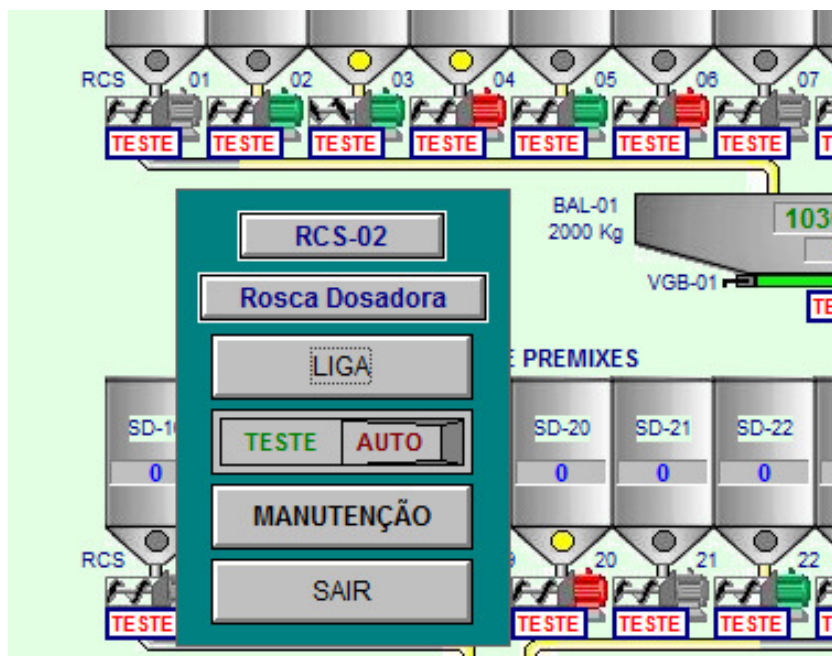 RCS 01 02 03 04 05 06 07
TESTE TESTE TESTE TESTE TESTE TESTE TESTE
BAL-01
2000 Kg
VGB-01
RCS-02
Rosca Dosadora
LIGA
TESTE AUTO
MANUTENÇÃO
SAIR
PREMIXES
SD-20 SD-21 SD-22
0 0 0 0
RCS 20 21 22
TESTE TESTE TESTE TESTE